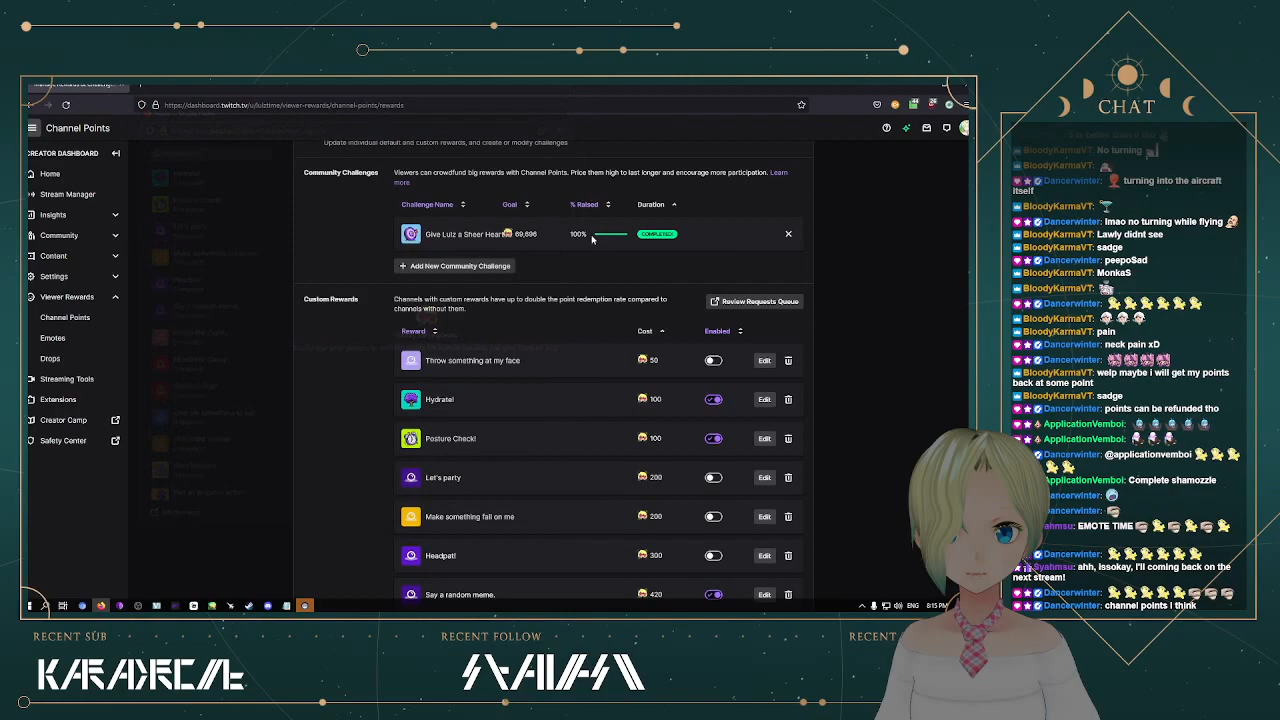 https://dashboard.twitch.tv/u/lulztime/viewer-rewards/channel-points/rewards
Channel Points
CREATOR DASHBOARD
Home
Stream Manager
Insights
Community
Content
Settings
Viewer Rewards
Channel Points
Emotes
Drops
Streaming Tools
Extensions
Creator Camp
Safety Center
Update individual default and custom rewards, and create or modify challenges
Community Challenges
Viewers can crowdfund big rewards with Channel Points. Price them high to last longer and encourage more participation. Learn
more
Challenge Name Goal % Raised Duration
Give Lulz a Sheer Heart 69,696 100% COMPLETED!
+ Add New Community Challenge
Custom Rewards
Channels with custom rewards have up to double the point redemption rate compared to
channels without them.
Review Requests Queue
Reward Cost Enabled
Throw something at my face 50 Edit
Hydrate! 100 Edit
Posture Check! 100 Edit
Let's party 200 Edit
Make something fall on me 200 Edit
Headpat! 300 Edit
Say a random meme. 420 Edit
ENG 8:15 PM
CHAT
BloodyKarmaVT: No turning
BloodyKarmaVT:
Dancerwinter: turning into the aircraft
itself
BloodyKarmaVT:
Dancerwinter: lmao no turning while flying
BloodyKarmaVT: Lawly didnt see
BloodyKarmaVT: sadge
Dancerwinter: peepoSad
BloodyKarmaVT: MonkaS
BloodyKarmaVT:
Dancerwinter:
BloodyKarmaVT:
BloodyKarmaVT: pain
Dancerwinter: neck pain xD
Dancerwinter:
BloodyKarmaVT: welp maybe i will get my points
back at some point
BloodyKarmaVT: sadge
Dancerwinter: points can be refunded tho
ApplicationVemboi:
ApplicationVemboi:
Dancerwinter: @applicationvemboi
ApplicationVemboi: Complete shamozzle
Dancerwinter:
Dancerwinter:
EMOTE TIME
Dancerwinter:
Syahmsu: ahh, issokay, I'll coming back on the
next stream!
Dancerwinter:
Dancerwinter: channel points i think
RECENT SUB
RECENT FOLLOW
RECENT